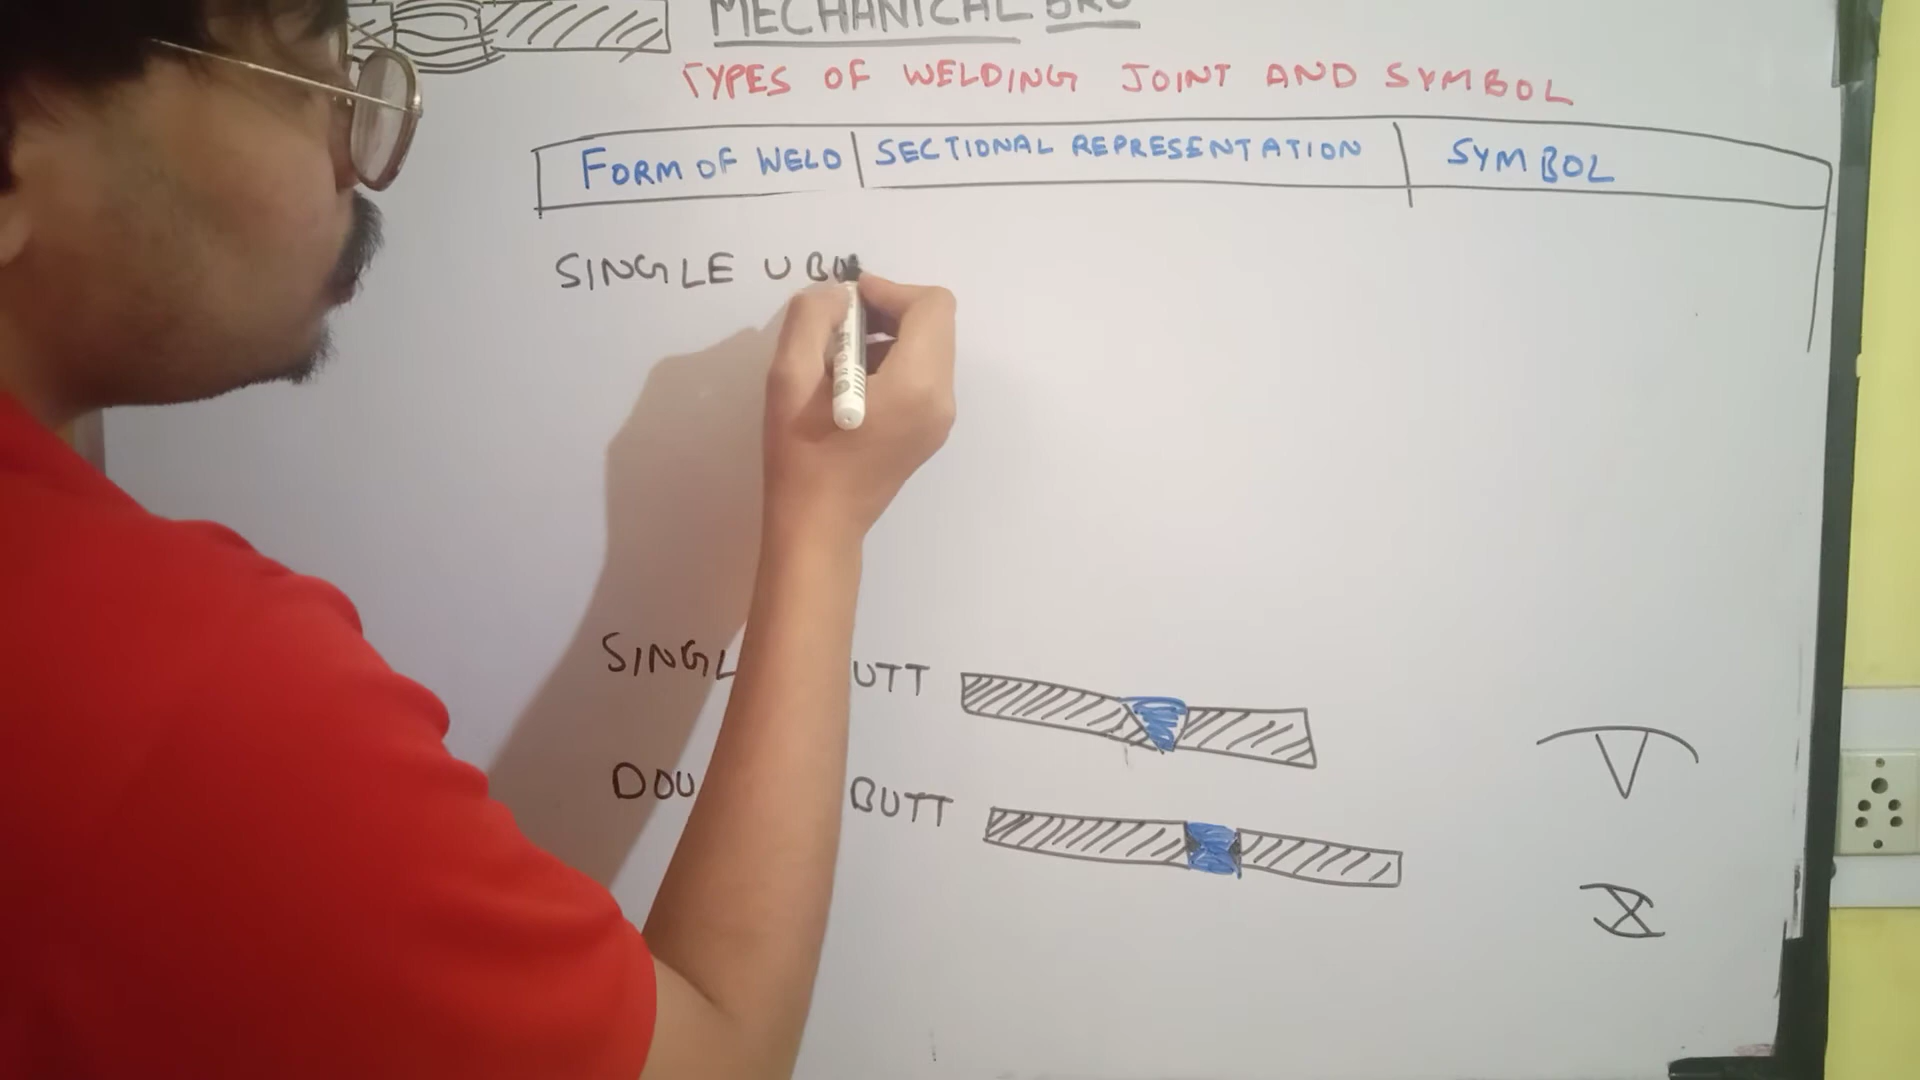 MECHANICAL BRO
TYPES OF WELDING JOINT AND SYMBOL
FORM OF WELD SECTIONAL REPRESENTATION SYMBOL
SINGLE U BU
SINGL UTT
DOU BUTT